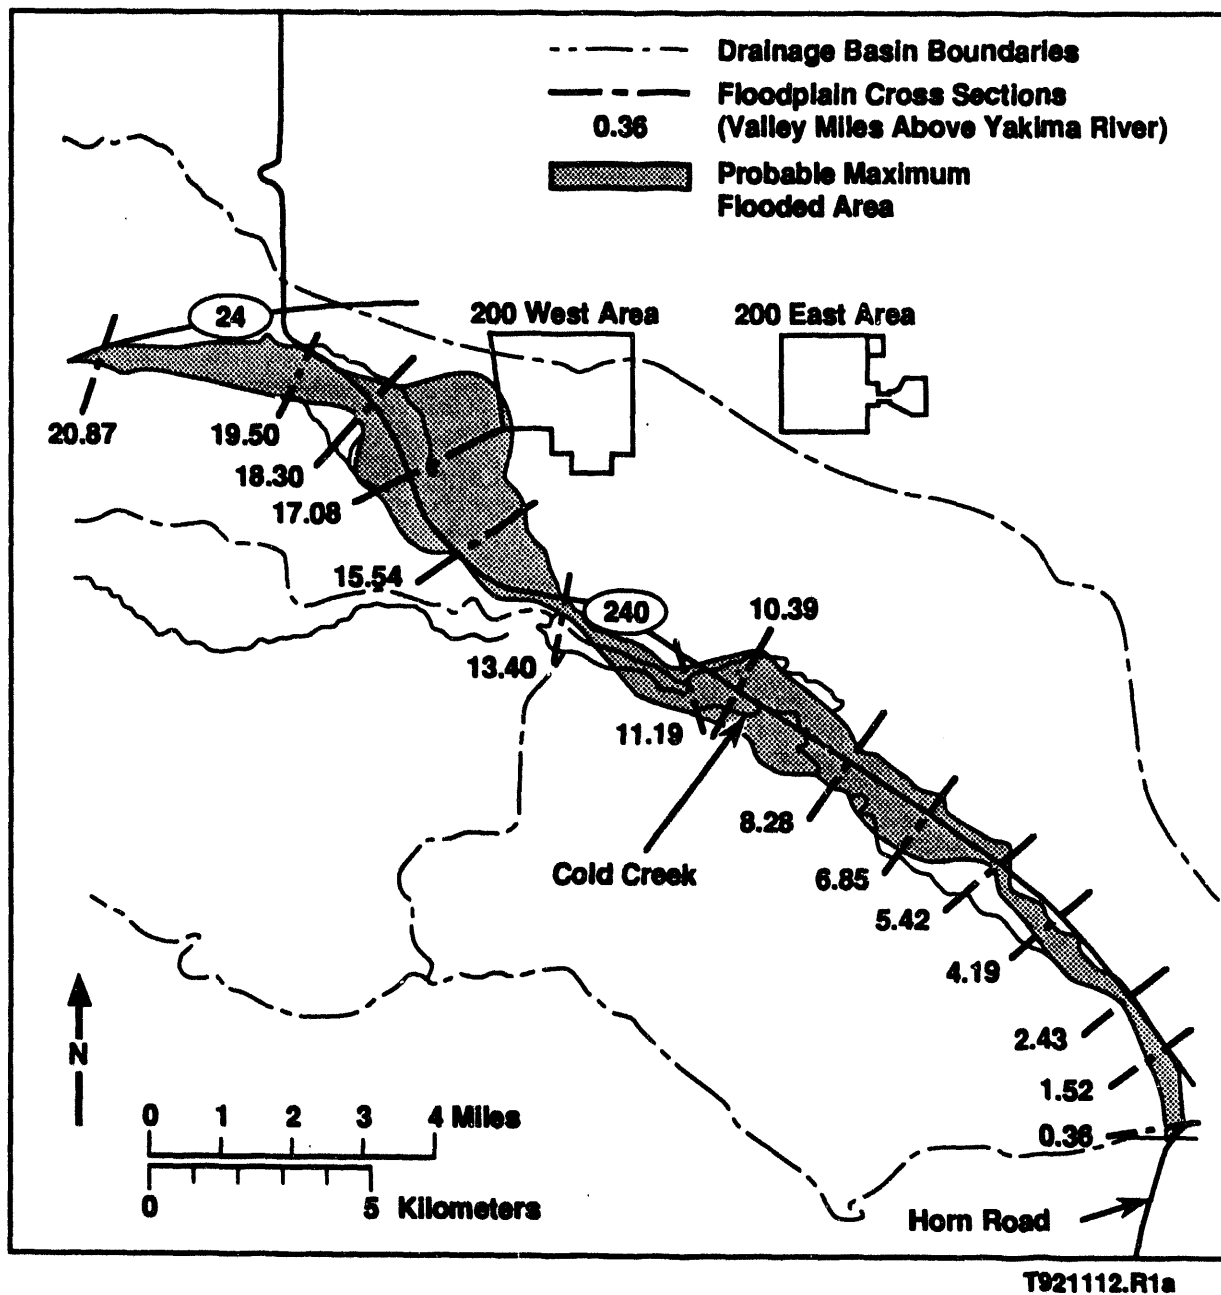 Drainage Basin Boundaries
Floodplain Cross Sections
0.36 (Valley Miles Above Yakima River)
Probable Maximum
Flooded Area
24
200 West Area
200 East Area
20.87
19.50
18.30
17.08
15.54
240
10.39
13.40
11.19
8.28
Cold Creek
6.85
5.42
4.19
2.43
N
1.52
0 1 2 3 4 Miles
0.36
0 5 Kilometers
Horn Road
T921112.R1a